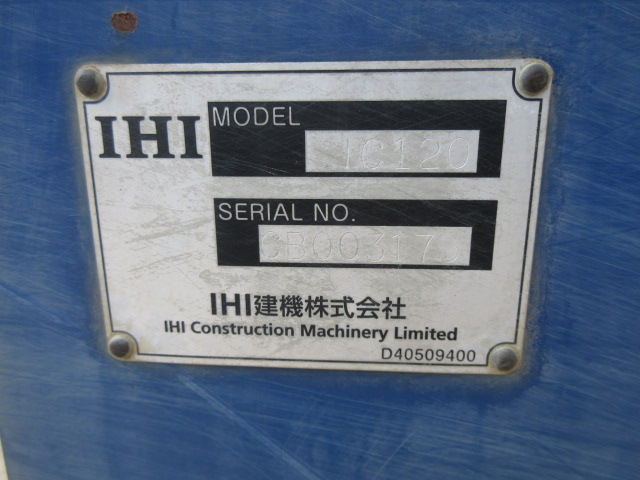 IHI
MODEL
IC120
SERIAL NO.
IHI建機株式会社
IHI Construction Machinery Limited
D40509400